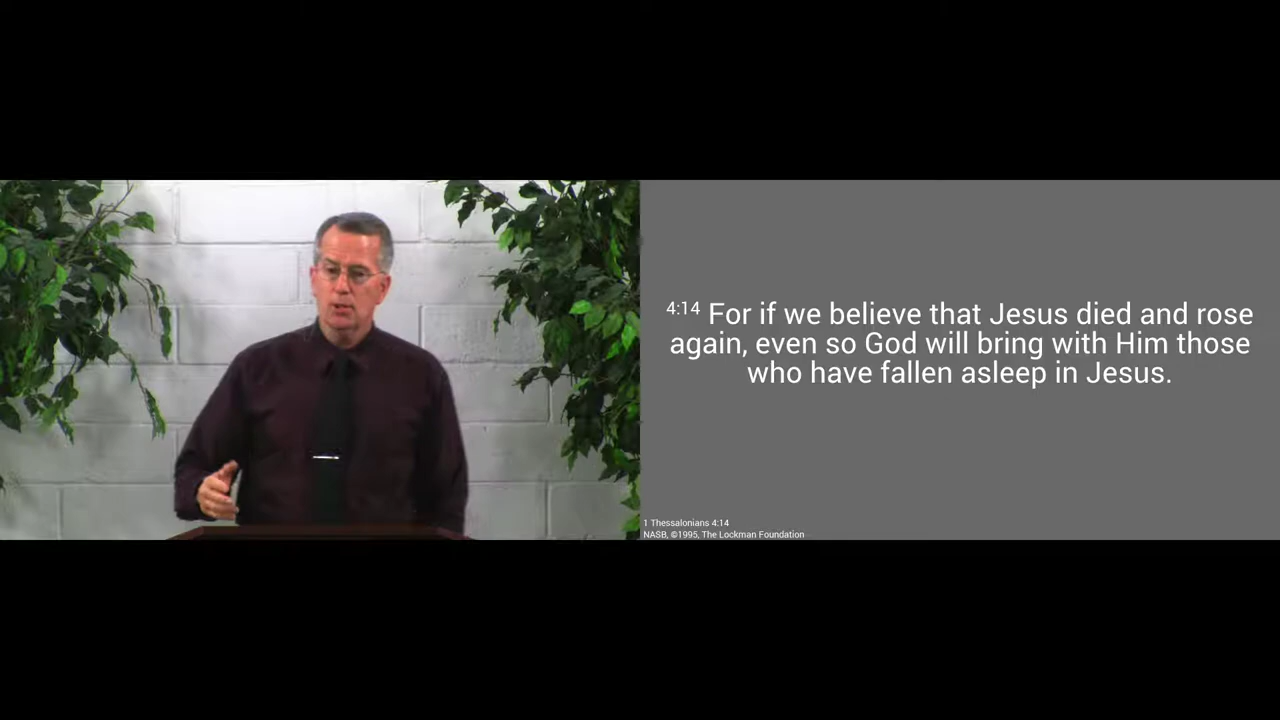 4:14 For if we believe that Jesus died and rose
again, even so God will bring with Him those
who have fallen asleep in Jesus.
1 Thessalonians 4:14
NASB, ©1995, The Lockman Foundation